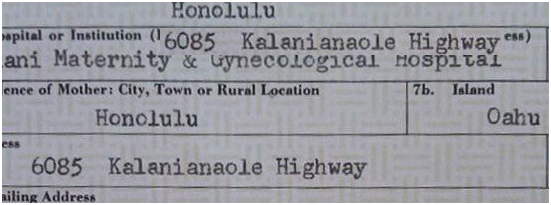 Honolulu
ospital or Institution (I 6085 Kalanianaole Highway ess)
ani Maternity & Gynecological Hospital
ence of Mother: City, Town or Rural Location 7b. Island
Honolulu Oahu
ess
6085 Kalanianaole Highway
ailing Address